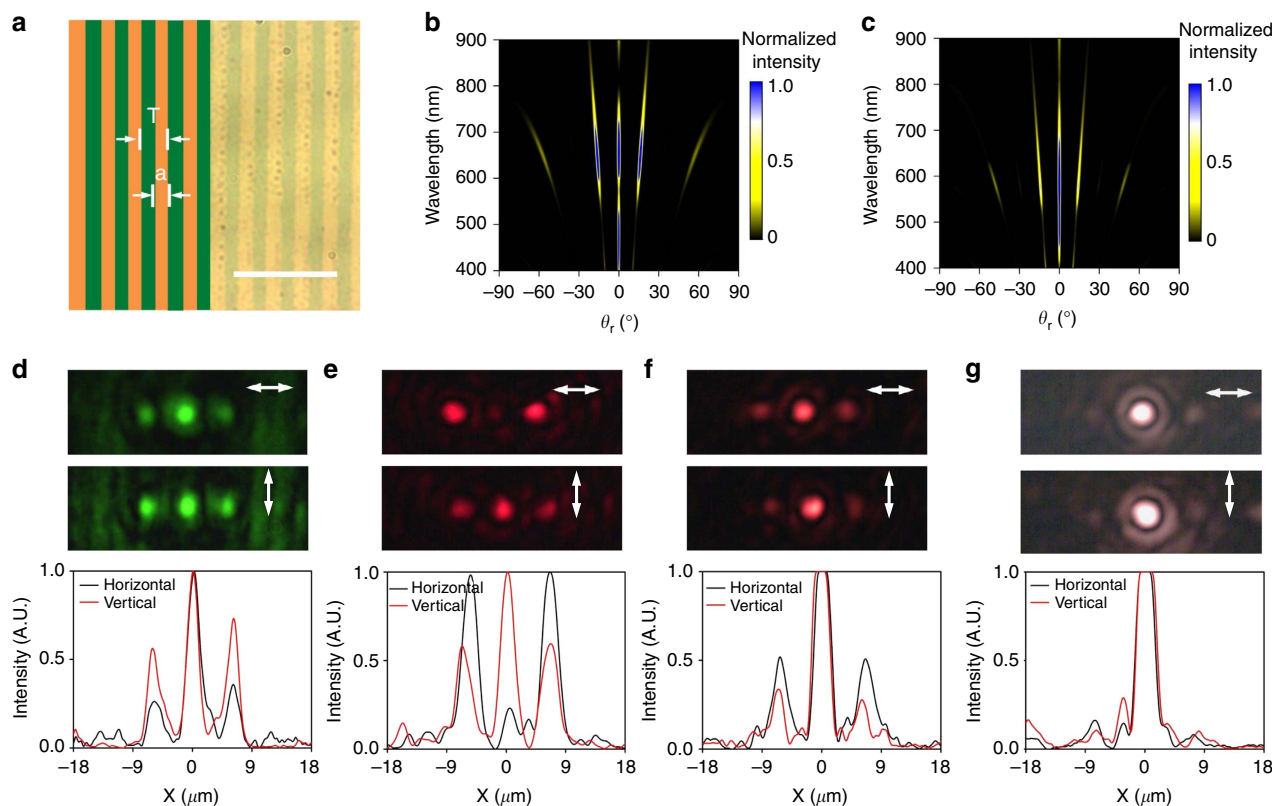 a
T
a
b
Normalized
intensity
900
800
700
600
500
400
Wavelength (nm)
−90 −60 −30 0 30 60 90
θr (°)
1.0
0.5
0
c
Normalized
intensity
900
800
700
600
500
400
Wavelength (nm)
−90 −60 −30 0 30 60 90
θr (°)
1.0
0.5
0
d
1.0
0.5
0.0
Intensity (A.U.)
Horizontal
Vertical
−18 −9 0 9 18
X (μm)
e
1.0
0.5
0.0
Intensity (A.U.)
Horizontal
Vertical
−18 −9 0 9 18
X (μm)
f
1.0
0.5
0.0
Intensity (A.U.)
Horizontal
Vertical
−18 −9 0 9 18
X (μm)
g
1.0
0.5
0.0
Intensity (A.U.)
Horizontal
Vertical
−18 −9 0 9 18
X (μm)